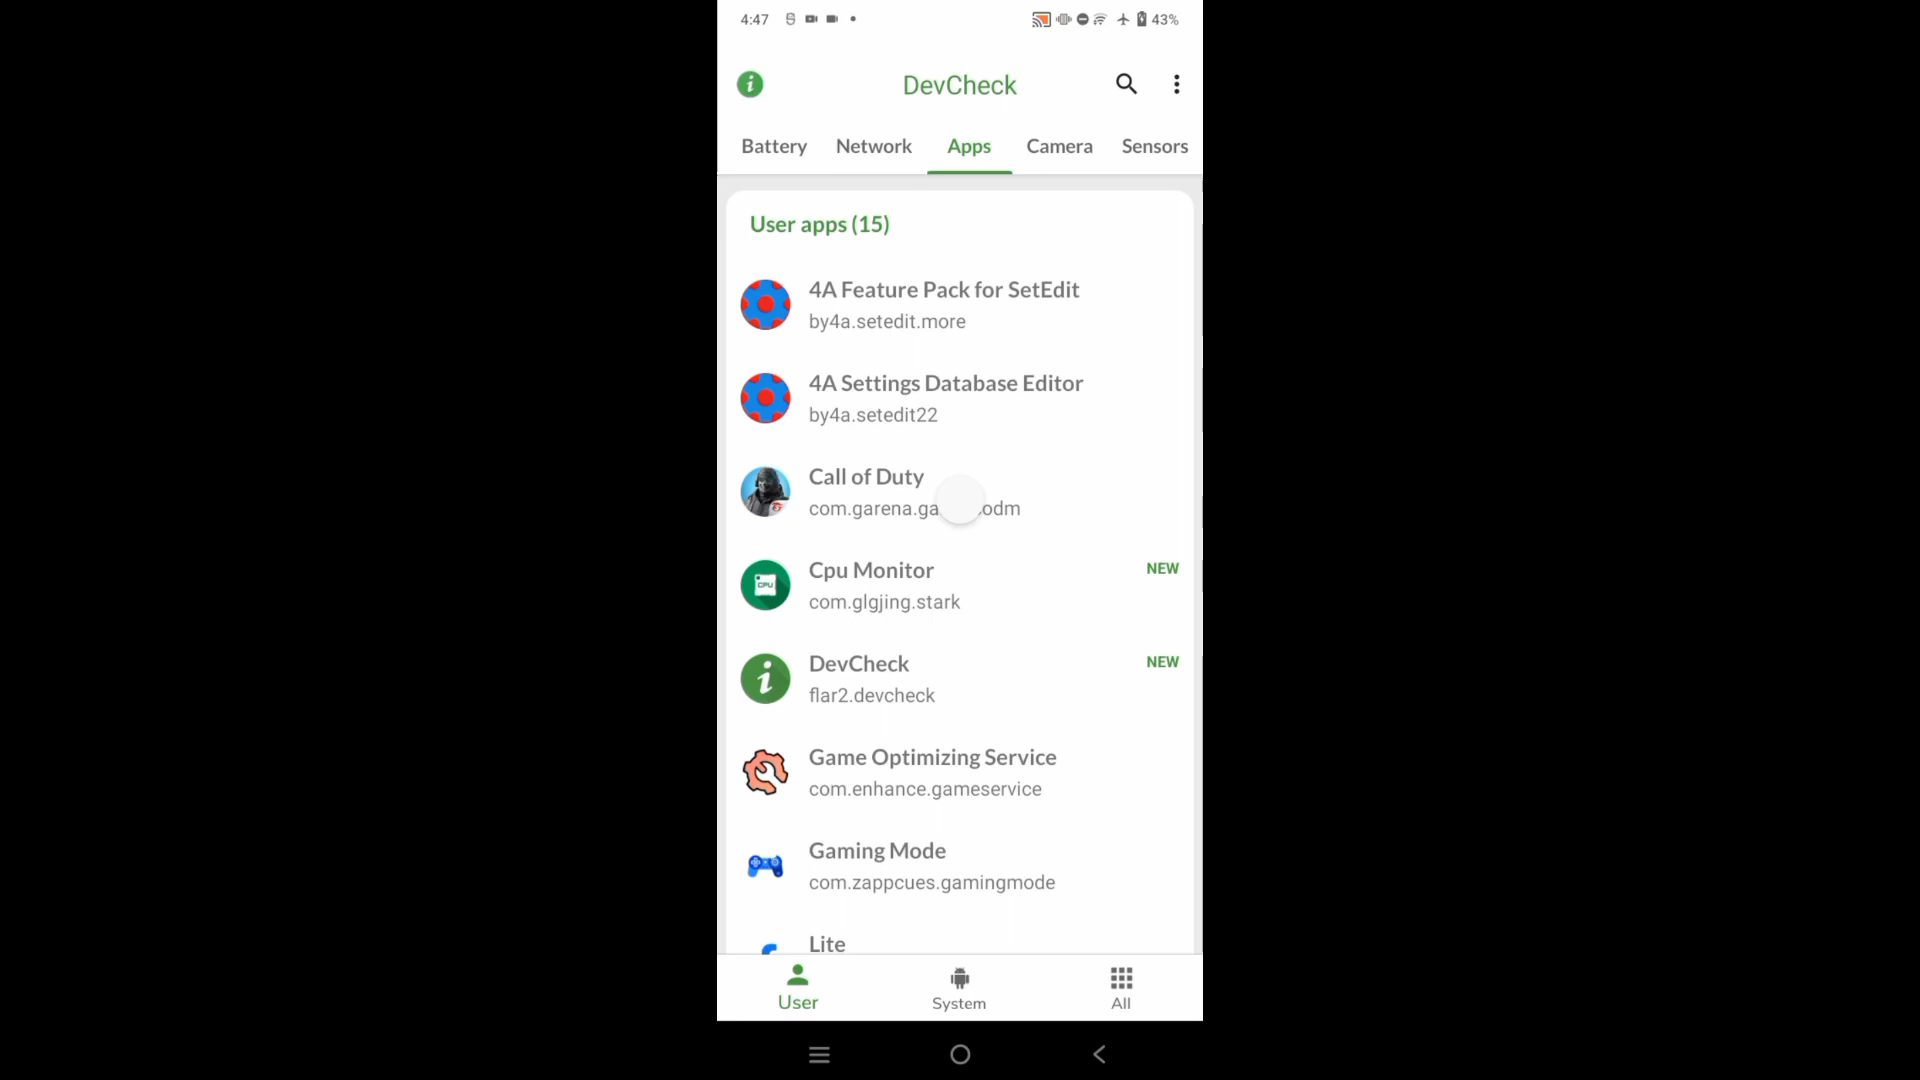 4:47
43%
DevCheck
Battery Network Apps Camera Sensors
User apps (15)
4A Feature Pack for SetEdit
by4a.setedit.more
4A Settings Database Editor
by4a.setedit22
Call of Duty
com.garena.ga odm
Cpu Monitor NEW
com.glgjing.stark
CPU
DevCheck NEW
flar2.devcheck
Game Optimizing Service
com.enhance.gameservice
Gaming Mode
com.zappcues.gamingmode
Lite
User System All